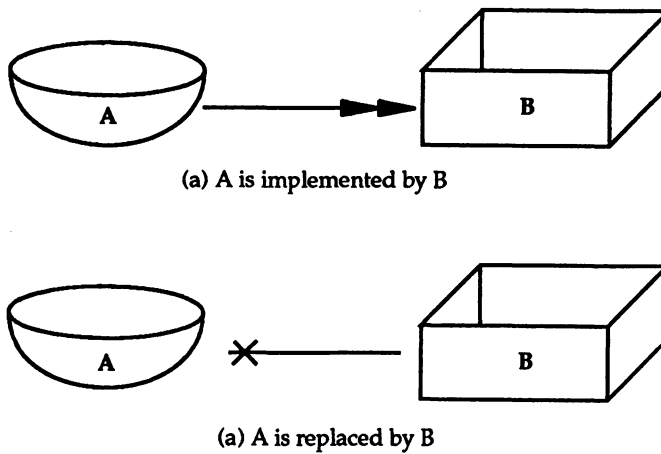 A B
(a) A is implemented by B
A B
(a) A is replaced by B